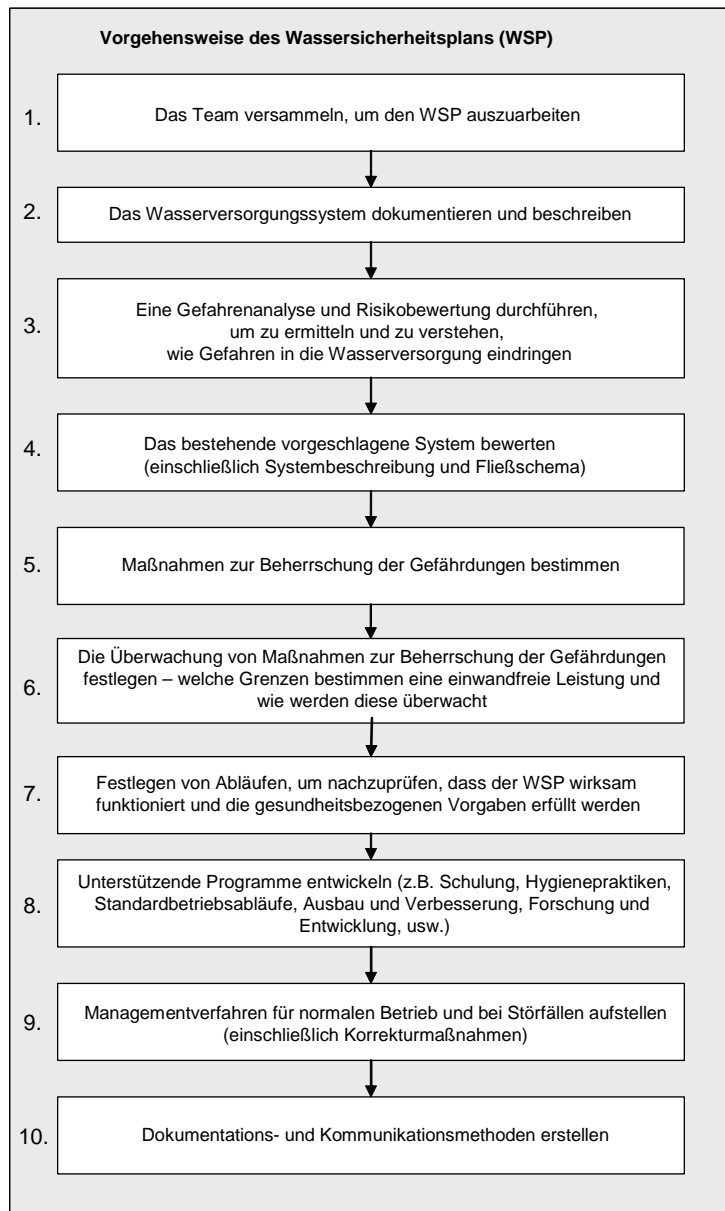 Vorgehensweise des Wassersicherheitsplans (WSP)
1.
Das Team versammeln, um den WSP auszuarbeiten
2.
Das Wasserversorgungssystem dokumentieren und beschreiben
3.
Eine Gefahrenanalyse und Risikobewertung durchführen,
um zu ermitteln und zu verstehen,
wie Gefahren in die Wasserversorgung eindringen
4.
Das bestehende vorgeschlagene System bewerten
(einschließlich Systembeschreibung und Fließschema)
5.
Maßnahmen zur Beherrschung der Gefährdungen bestimmen
6.
Die Überwachung von Maßnahmen zur Beherrschung der Gefährdungen
festlegen – welche Grenzen bestimmen eine einwandfreie Leistung und
wie werden diese überwacht
7.
Festlegen von Abläufen, um nachzuprüfen, dass der WSP wirksam
funktioniert und die gesundheitsbezogenen Vorgaben erfüllt werden
8.
Unterstützende Programme entwickeln (z.B. Schulung, Hygienepraktiken,
Standardbetriebsabläufe, Ausbau und Verbesserung, Forschung und
Entwicklung, usw.)
9.
Managementverfahren für normalen Betrieb und bei Störfällen aufstellen
(einschließlich Korrekturmaßnahmen)
10.
Dokumentations- und Kommunikationsmethoden erstellen